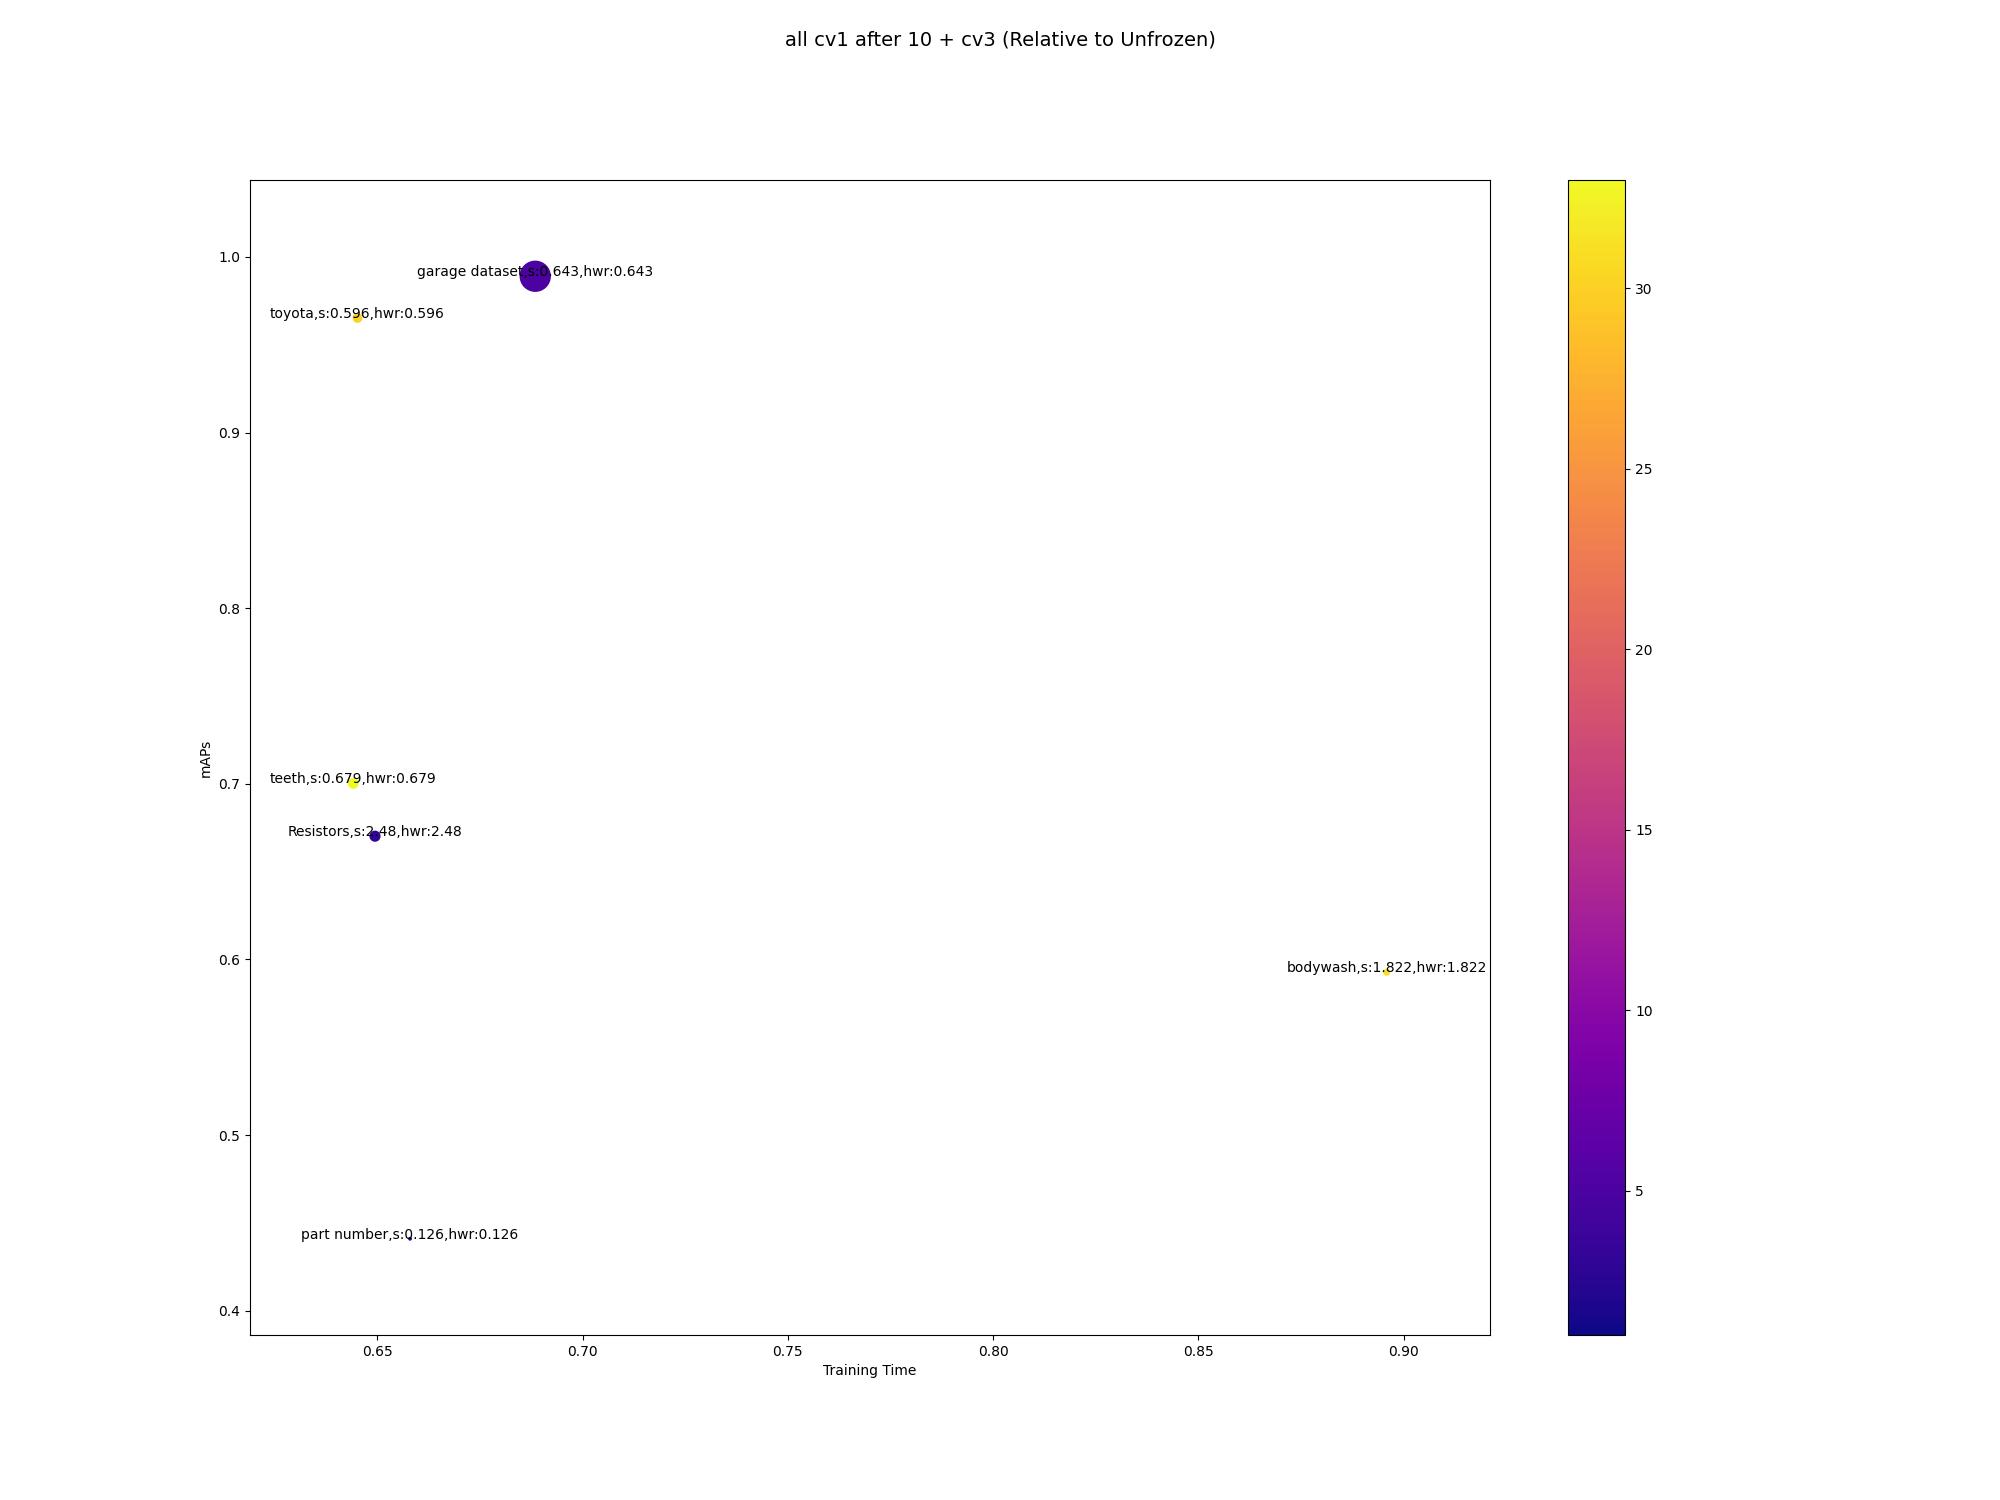 all cv1 after 10 + cv3 (Relative to Unfrozen)
1.0
0.9
0.8
0.7
0.6
0.5
0.4
mAPs
garage dataset,s:0.643,hwr:0.643
toyota,s:0.596,hwr:0.596
teeth,s:0.679,hwr:0.679
Resistors,s:2.48,hwr:2.48
bodywash,s:1.822,hwr:1.822
part number,s:0.126,hwr:0.126
0.65
0.70
0.75
0.80
0.85
0.90
Training Time
30
25
20
15
10
5